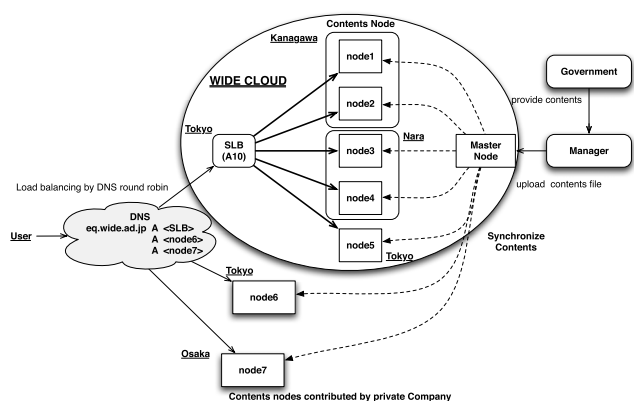 Contents Node
Kanagawa
node1
WIDE CLOUD
node2
Government
provide contents
Tokyo
SLB
(A10)
Nara
node3
Master
Node
Manager
Load balancing by DNS round robin
node4
upload contents file
DNS
eq.wide.ad.jp A <SLB>
A <node6>
A <node7>
User
node5
Tokyo
Synchronize
Contents
Tokyo
node6
Osaka
node7
Contents nodes contributed by private Company